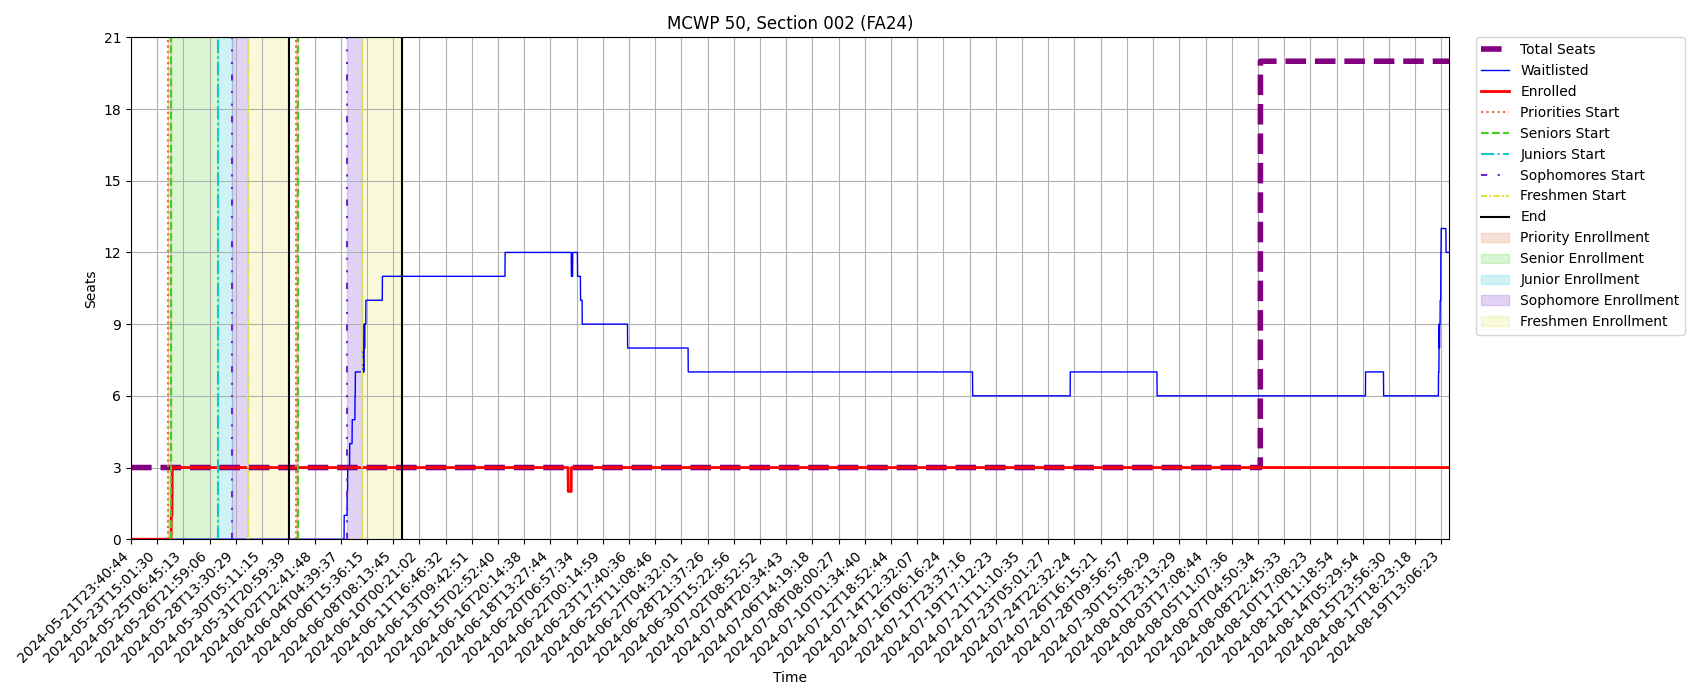 MCWP 50, Section 002 (FA24)
21
18
15
12
9
6
3
0
Seats
2024-05-21T23:40:44
2024-05-23T15:01:30
2024-05-25T06:45:13
2024-05-26T21:59:06
2024-05-28T13:30:29
2024-05-30T05:11:15
2024-05-31T20:59:39
2024-06-02T12:41:48
2024-06-04T04:39:37
2024-06-06T15:36:15
2024-06-08T08:13:45
2024-06-10T00:21:02
2024-06-11T16:46:32
2024-06-13T09:42:51
2024-06-15T02:52:40
2024-06-16T20:14:38
2024-06-18T13:27:44
2024-06-20T06:57:34
2024-06-22T00:14:59
2024-06-23T17:40:36
2024-06-25T11:08:46
2024-06-27T04:32:01
2024-06-28T21:37:26
2024-06-30T15:22:56
2024-07-02T08:52:52
2024-07-04T20:34:43
2024-07-06T14:19:18
2024-07-08T08:00:27
2024-07-10T01:34:40
2024-07-12T18:52:44
2024-07-14T12:32:07
2024-07-16T06:16:24
2024-07-17T23:37:16
2024-07-19T17:12:23
2024-07-21T11:10:35
2024-07-23T05:01:27
2024-07-24T22:32:24
2024-07-26T16:15:21
2024-07-28T09:56:57
2024-07-30T15:58:29
2024-08-01T23:13:29
2024-08-03T17:08:44
2024-08-05T11:07:36
2024-08-07T04:50:34
2024-08-08T22:45:33
2024-08-10T17:08:23
2024-08-12T11:18:54
2024-08-14T05:29:54
2024-08-15T23:56:30
2024-08-17T18:23:18
2024-08-19T13:06:23
Time
Total Seats
Waitlisted
Enrolled
Priorities Start
Seniors Start
Juniors Start
Sophomores Start
Freshmen Start
End
Priority Enrollment
Senior Enrollment
Junior Enrollment
Sophomore Enrollment
Freshmen Enrollment